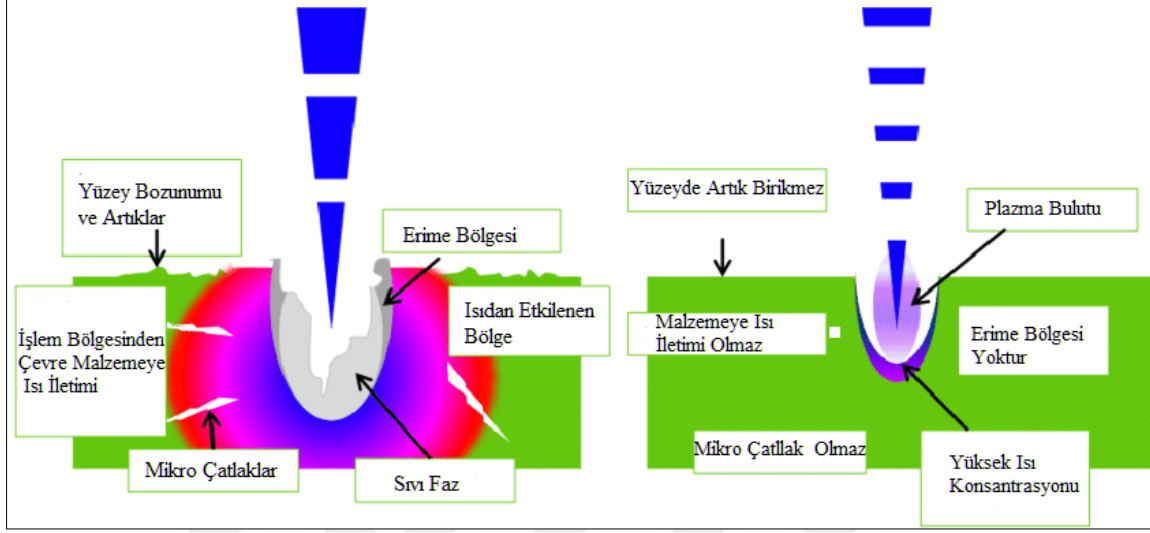 Yüzey Bozunumu
ve Artıklar
Erime Bölgesi
İşlem Bölgesinden
Çevre Malzemeye
Isı İletimi
Isıdan Etkilenen
Bölge
Mikro Çatlaklar
Sıvı Faz
Yüzeyde Artık Birikmez
Plazma Bulutu
Malzemeye Isı
İletimi Olmaz
Erime Bölgesi
Yoktur
Mikro Çatllak Olmaz
Yüksek Isı
Konsantrasyonu